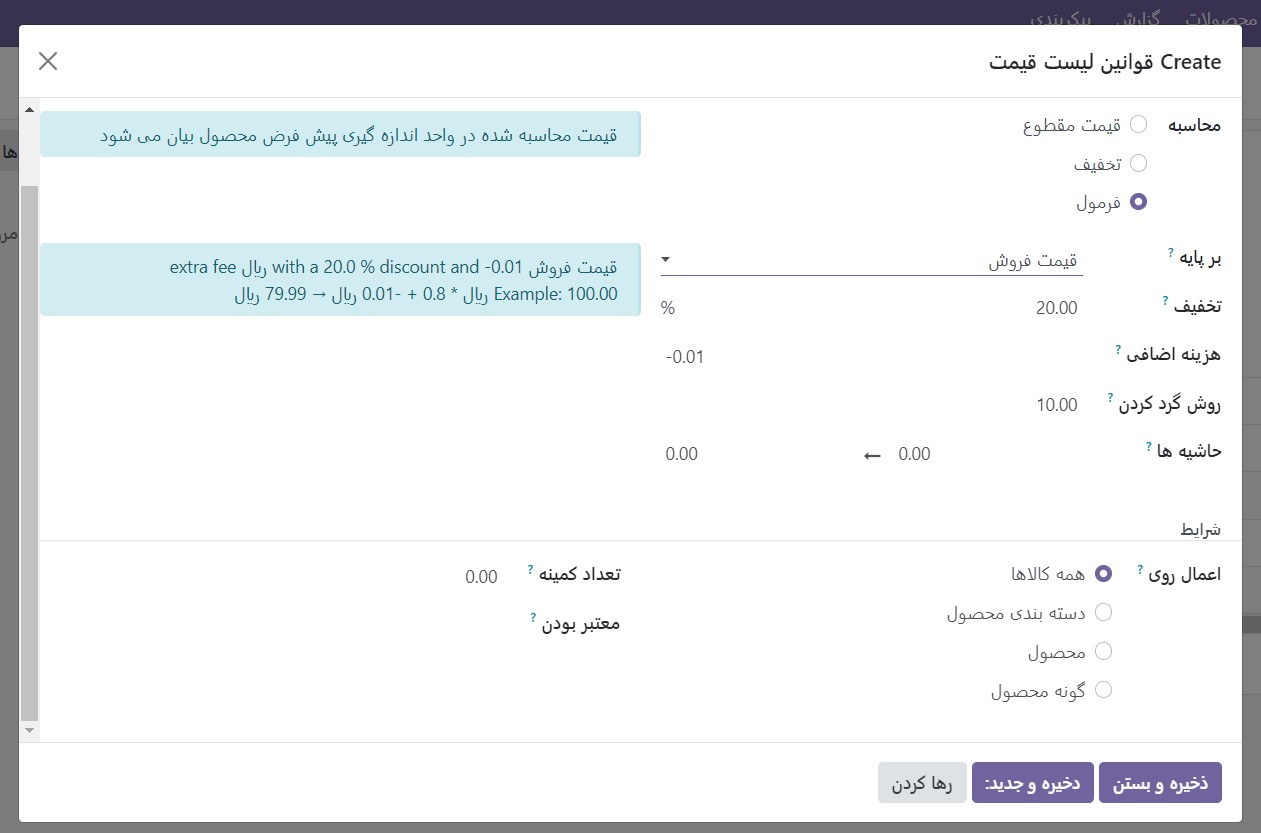 محصولات گزارش پیکربندی
Create قوانین لیست قیمت
محاسبه
قیمت مقطوع
تخفیف
فرمول
قیمت محاسبه شده در واحد اندازه گیری پیش فرض محصول بیان می شود
بر پایه ?
قیمت فروش
تخفیف ?
20.00
%
هزینه اضافی ?
-0.01
روش گرد کردن ?
10.00
حاشیه ها ?
0.00 ← 0.00
قیمت فروش with a 20.0 % discount and -0.01 ریال extra fee
Example: 100.00 ریال * 0.8 + -0.01 ریال → 79.99 ریال
شرایط
اعمال روی ?
همه کالاها
دسته بندی محصول
محصول
گونه محصول
تعداد کمینه ?
0.00
معتبر بودن ?
ذخیره و بستن
ذخیره و جدید:
رها کردن
ها